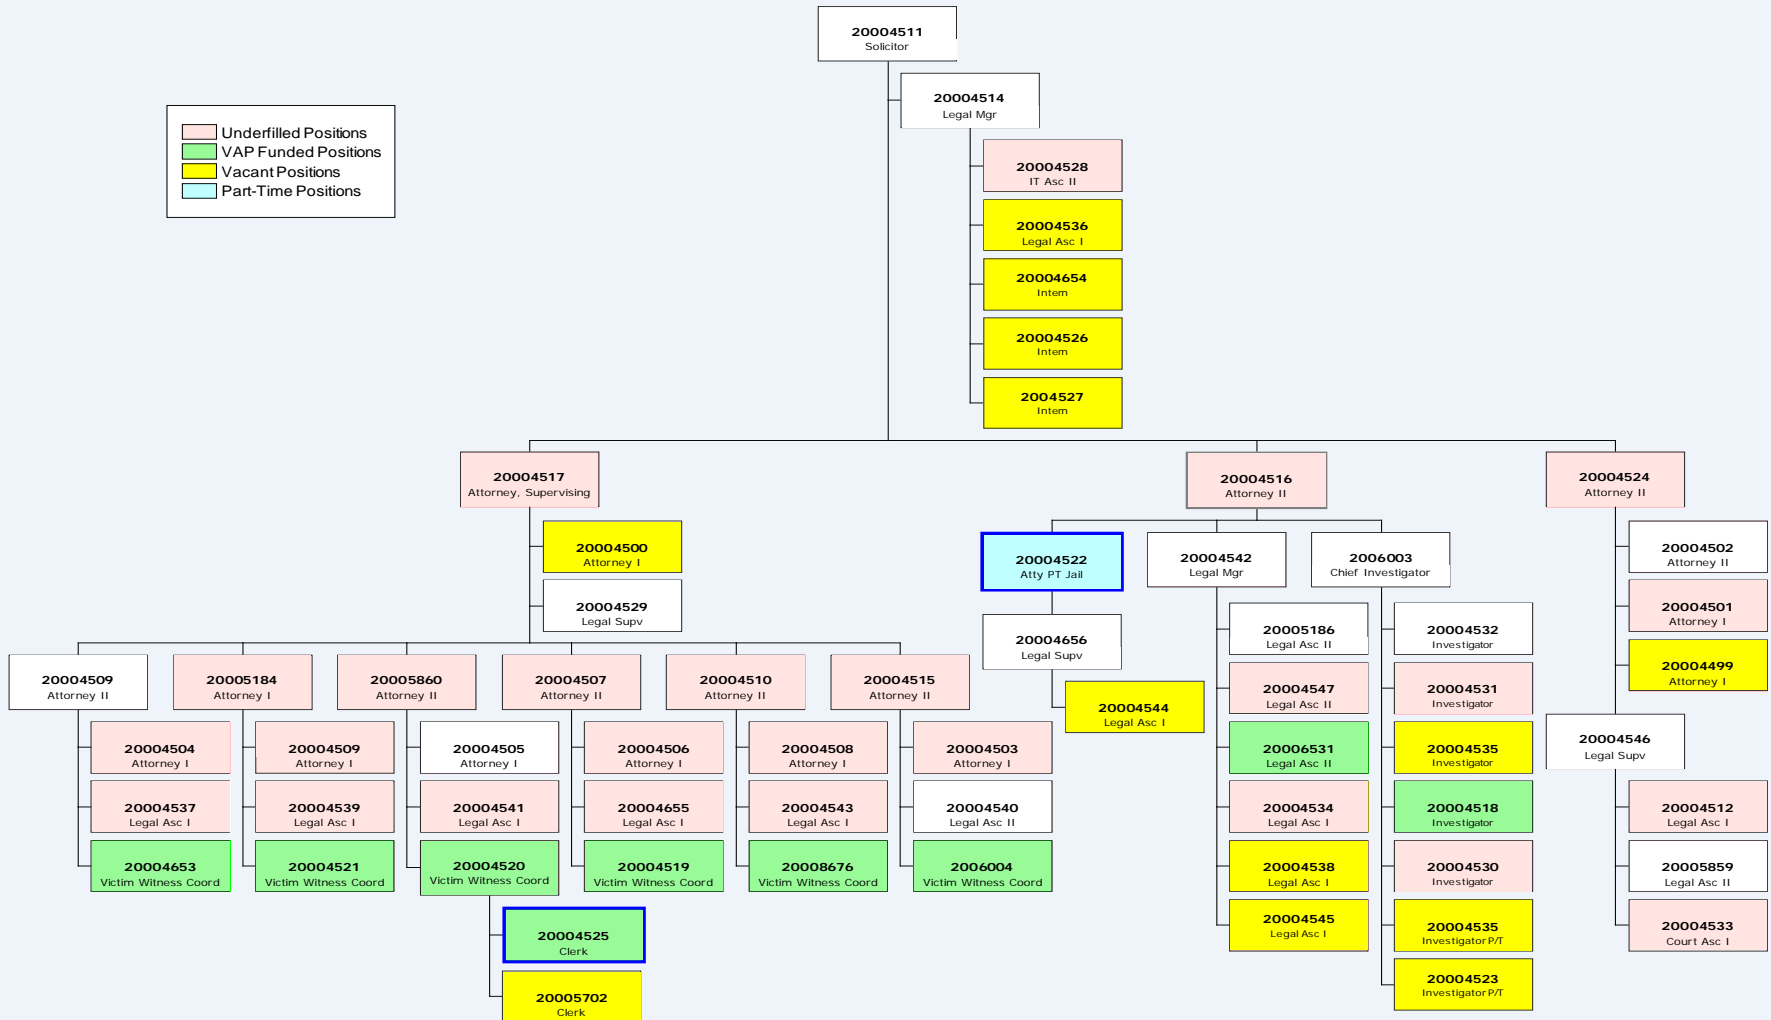 20004511
Solicitor
20004514
Legal Mgr
Underfilled Positions
VAP Funded Positions
Vacant Positions
Part-Time Positions
20004528
IT Asc II
20004536
Legal Asc I
20004654
Intern
20004526
Intern
2004527
Intern
20004517
Attorney, Supervising
20004516
Attorney II
20004524
Attorney II
20004500
Attorney I
20004529
Legal Supv
20004509
Attorney II
20005184
Attorney I
20005860
Attorney II
20004507
Attorney II
20004510
Attorney II
20004515
Attorney II
20004504
Attorney I
20004509
Attorney I
20004505
Attorney I
20004506
Attorney I
20004508
Attorney I
20004503
Attorney I
20004537
Legal Asc I
20004539
Legal Asc I
20004541
Legal Asc I
20004655
Legal Asc I
20004543
Legal Asc I
20004540
Legal Asc II
20004653
Victim Witness Coord
20004521
Victim Witness Coord
20004520
Victim Witness Coord
20004519
Victim Witness Coord
20008676
Victim Witness Coord
2006004
Victim Witness Coord
20004525
Clerk
20005702
Clerk
20004522
Atty PT Jail
20004542
Legal Mgr
2006003
Chief Investigator
20004656
Legal Supv
20004544
Legal Asc I
20005186
Legal Asc II
20004547
Legal Asc II
20006531
Legal Asc II
20004534
Legal Asc I
20004538
Legal Asc I
20004545
Legal Asc I
20004532
Investigator
20004531
Investigator
20004535
Investigator
20004518
Investigator
20004530
Investigator
20004535
Investigator P/T
20004523
Investigator P/T
20004502
Attorney II
20004501
Attorney I
20004499
Attorney I
20004546
Legal Supv
20004512
Legal Asc I
20005859
Legal Asc II
20004533
Court Asc I